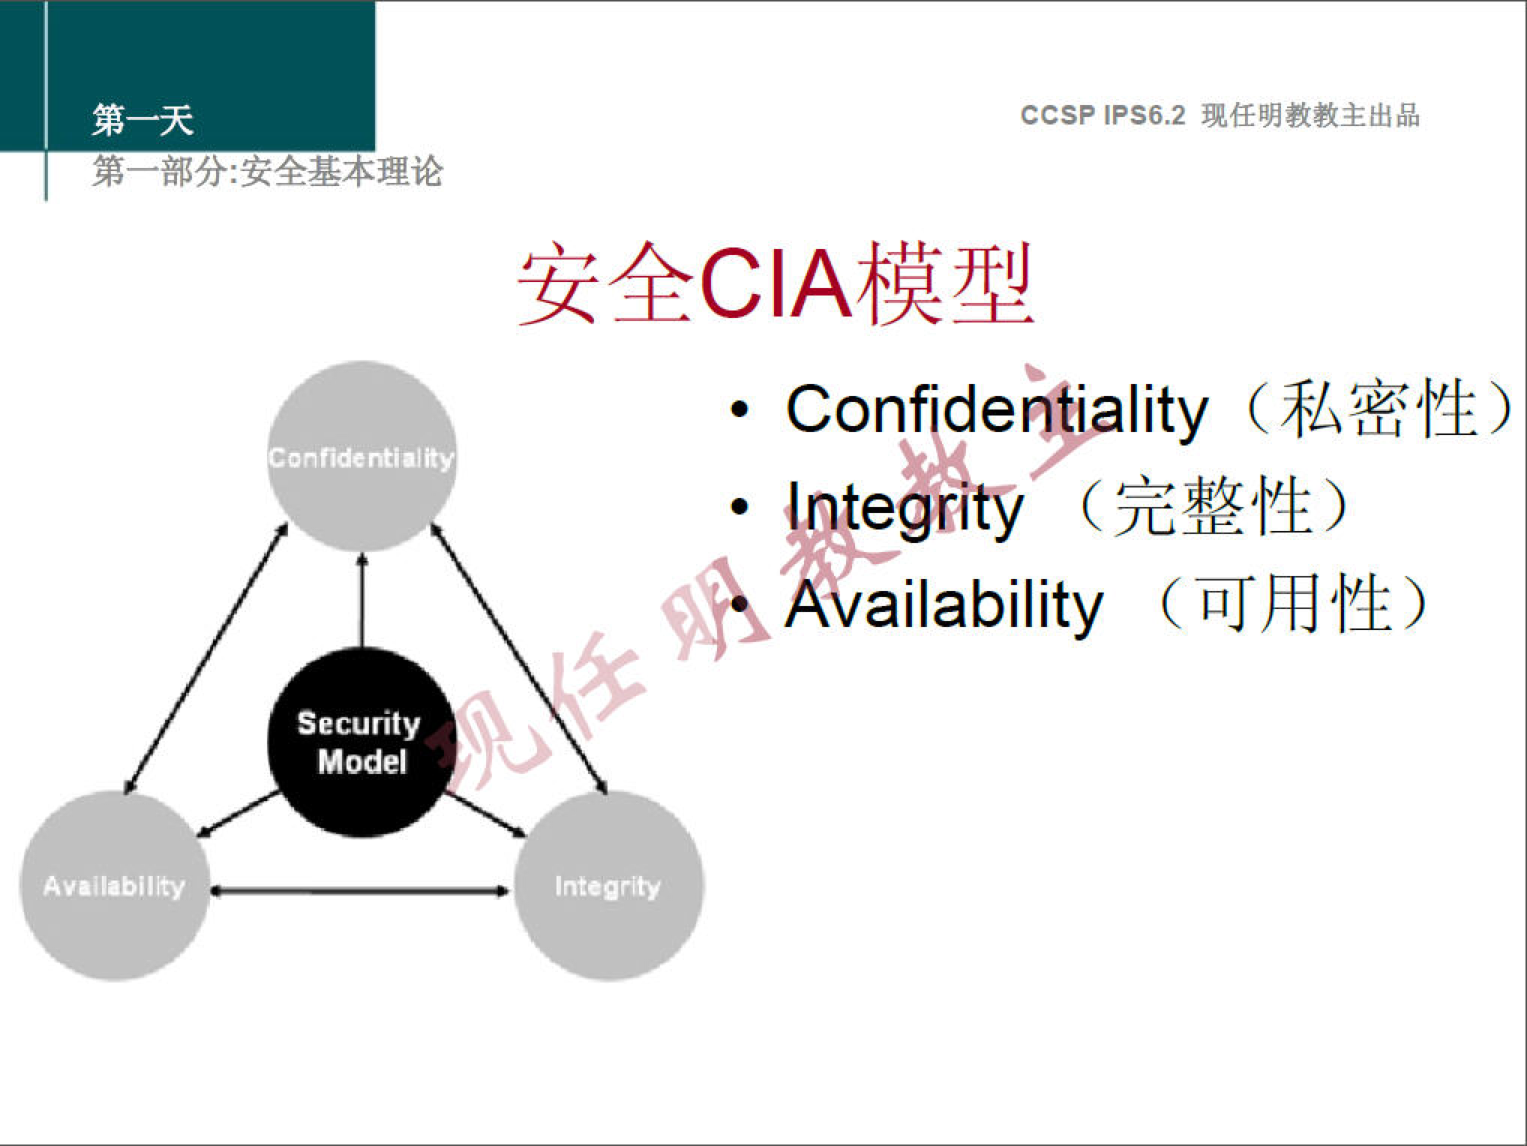 第一天
CCSP IPS6.2 现任明教教主出品
第一部分:安全基本理论
安全CIA模型
• Confidentiality（私密性）
• Integrity （完整性）
• Availability （可用性）
Confidentiality
Security
Model
Availability
Integrity
现任明教教主